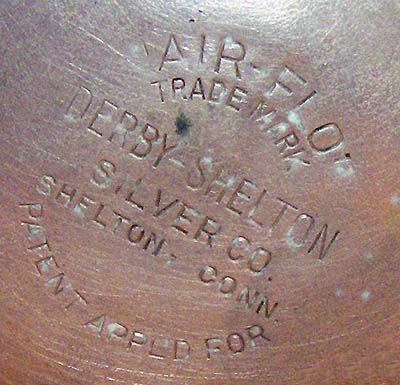 "AIR-FLO"
TRADE MARK
DERBY-SHELTON
SILVER CO.
SHELTON, CONN.
PATENT APPLD FOR